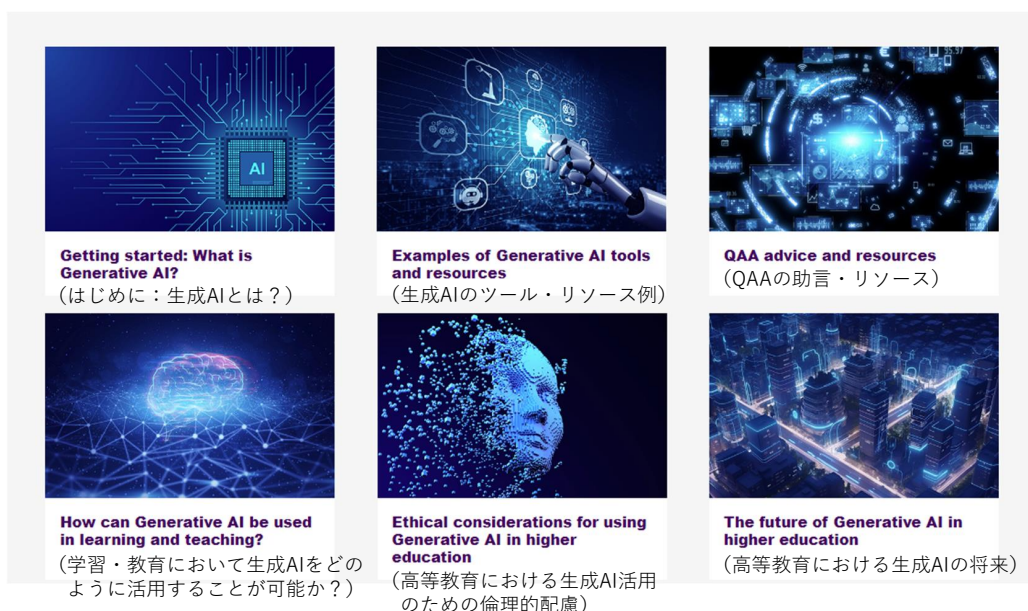 AI
$
€
95.97
Getting started: What is
Generative AI?
(はじめに：生成AIとは？)
Examples of Generative AI tools
and resources
(生成AIのツール・リソース例)
QAA advice and resources
(QAAの助言・リソース)
How can Generative AI be used
in learning and teaching?
(学習・教育において生成AIをどの
ように活用することが可能か？)
Ethical considerations for using
Generative AI in higher
education
(高等教育における生成AI活用
のための倫理的配慮)
The future of Generative AI in
higher education
(高等教育における生成AIの将来)